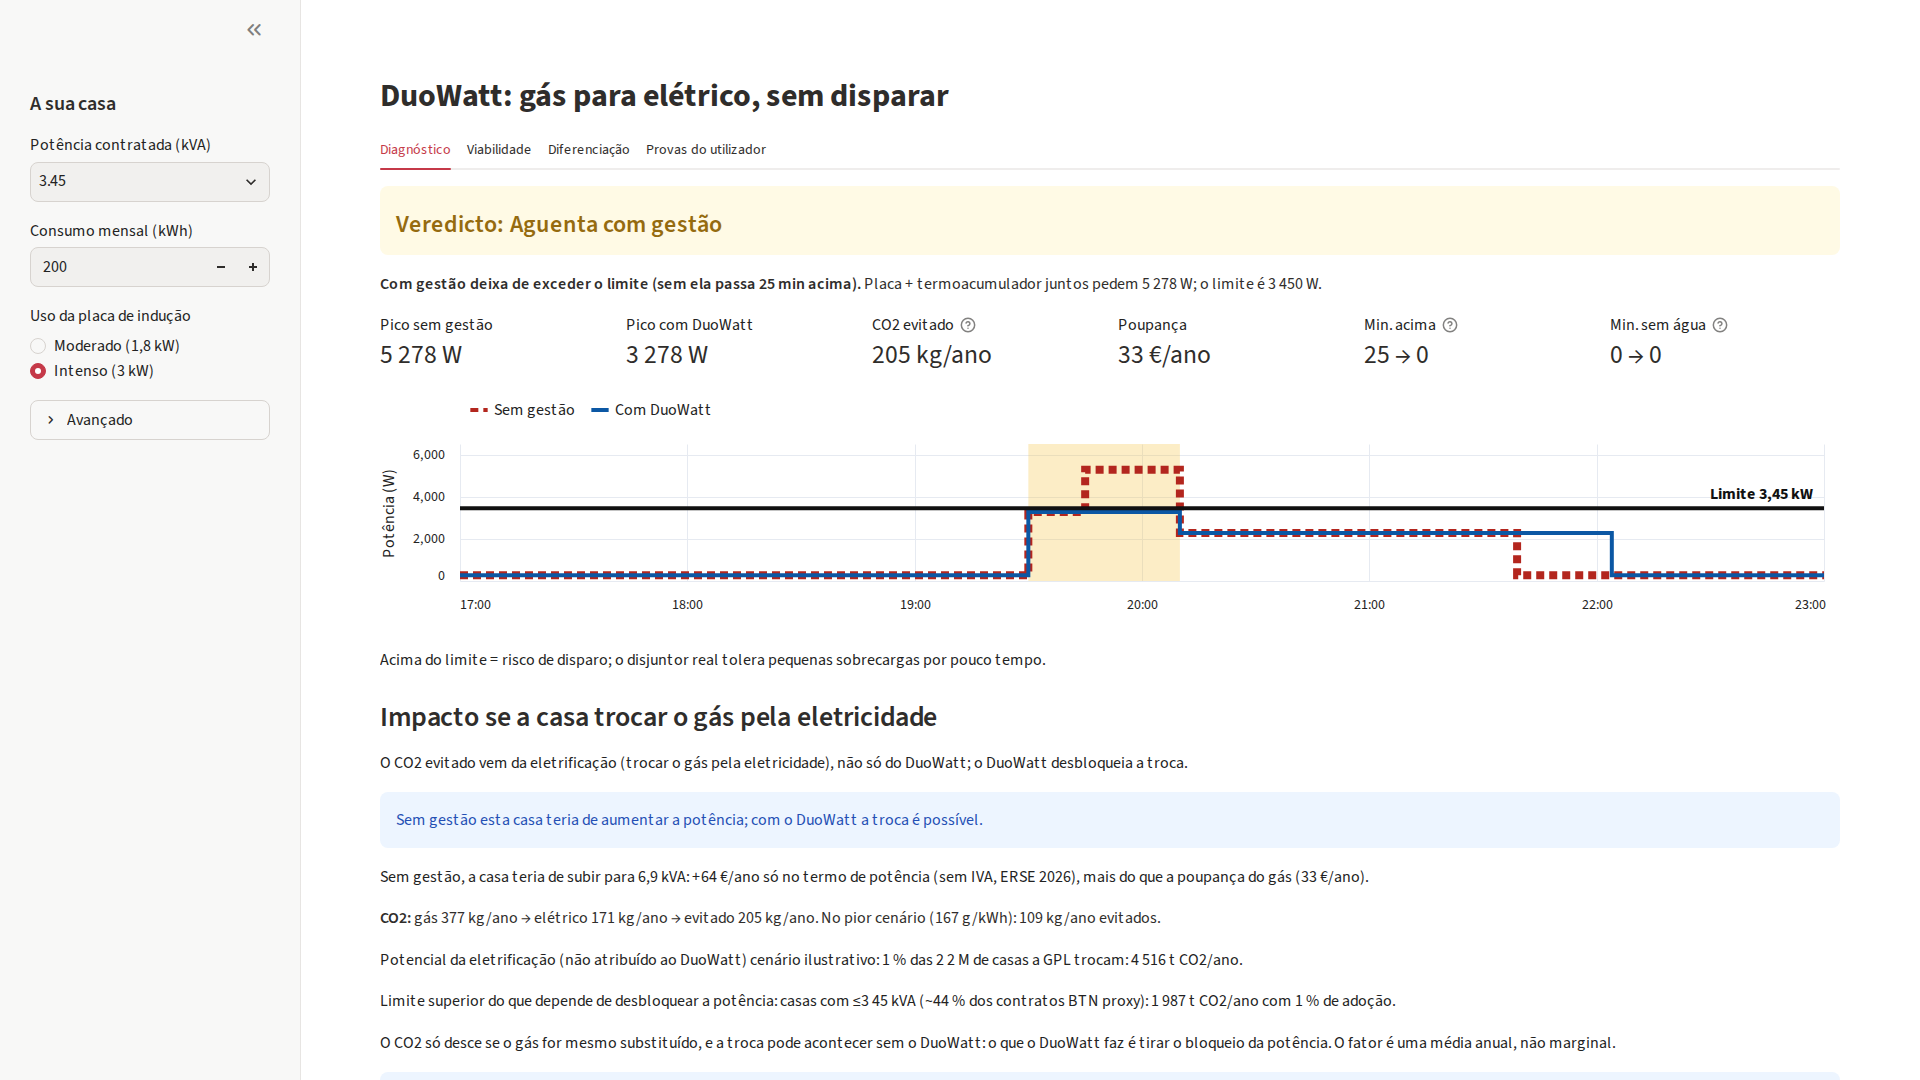 A sua casa
Potência contratada (kVA)
3.45
Consumo mensal (kWh)
200
Uso da placa de indução
Moderado (1,8 kW)
Intenso (3 kW)
Avançado
DuoWatt: gás para elétrico, sem disparar
Diagnóstico Viabilidade Diferenciação Provas do utilizador
Veredicto: Aguenta com gestão
Com gestão deixa de exceder o limite (sem ela passa 25 min acima). Placa + termoacumulador juntos pedem 5 278 W; o limite é 3 450 W.
Pico sem gestão Pico com DuoWatt CO2 evitado Poupança Min. acima Min. sem água
5 278 W 3 278 W 205 kg/ano 33 €/ano 25 → 0 0 → 0
Sem gestão Com DuoWatt
Potência (W)
6,000
4,000
2,000
0
Limite 3,45 kW
17:00 18:00 19:00 20:00 21:00 22:00 23:00
Acima do limite = risco de disparo; o disjuntor real tolera pequenas sobrecargas por pouco tempo.
Impacto se a casa trocar o gás pela eletricidade
O CO2 evitado vem da eletrificação (trocar o gás pela eletricidade), não só do DuoWatt; o DuoWatt desbloqueia a troca.
Sem gestão esta casa teria de aumentar a potência; com o DuoWatt a troca é possível.
Sem gestão, a casa teria de subir para 6,9 kVA: +64 €/ano só no termo de potência (sem IVA, ERSE 2026), mais do que a poupança do gás (33 €/ano).
CO2: gás 377 kg/ano → elétrico 171 kg/ano → evitado 205 kg/ano. No pior cenário (167 g/kWh): 109 kg/ano evitados.
Potencial da eletrificação (não atribuído ao DuoWatt) cenário ilustrativo: 1 % das 2 2 M de casas a GPL trocam: 4 516 t CO2/ano.
Limite superior do que depende de desbloquear a potência: casas com ≤3 45 kVA (~44 % dos contratos BTN proxy): 1 987 t CO2/ano com 1 % de adoção.
O CO2 só desce se o gás for mesmo substituído, e a troca pode acontecer sem o DuoWatt: o que o DuoWatt faz é tirar o bloqueio da potência. O fator é uma média anual, não marginal.